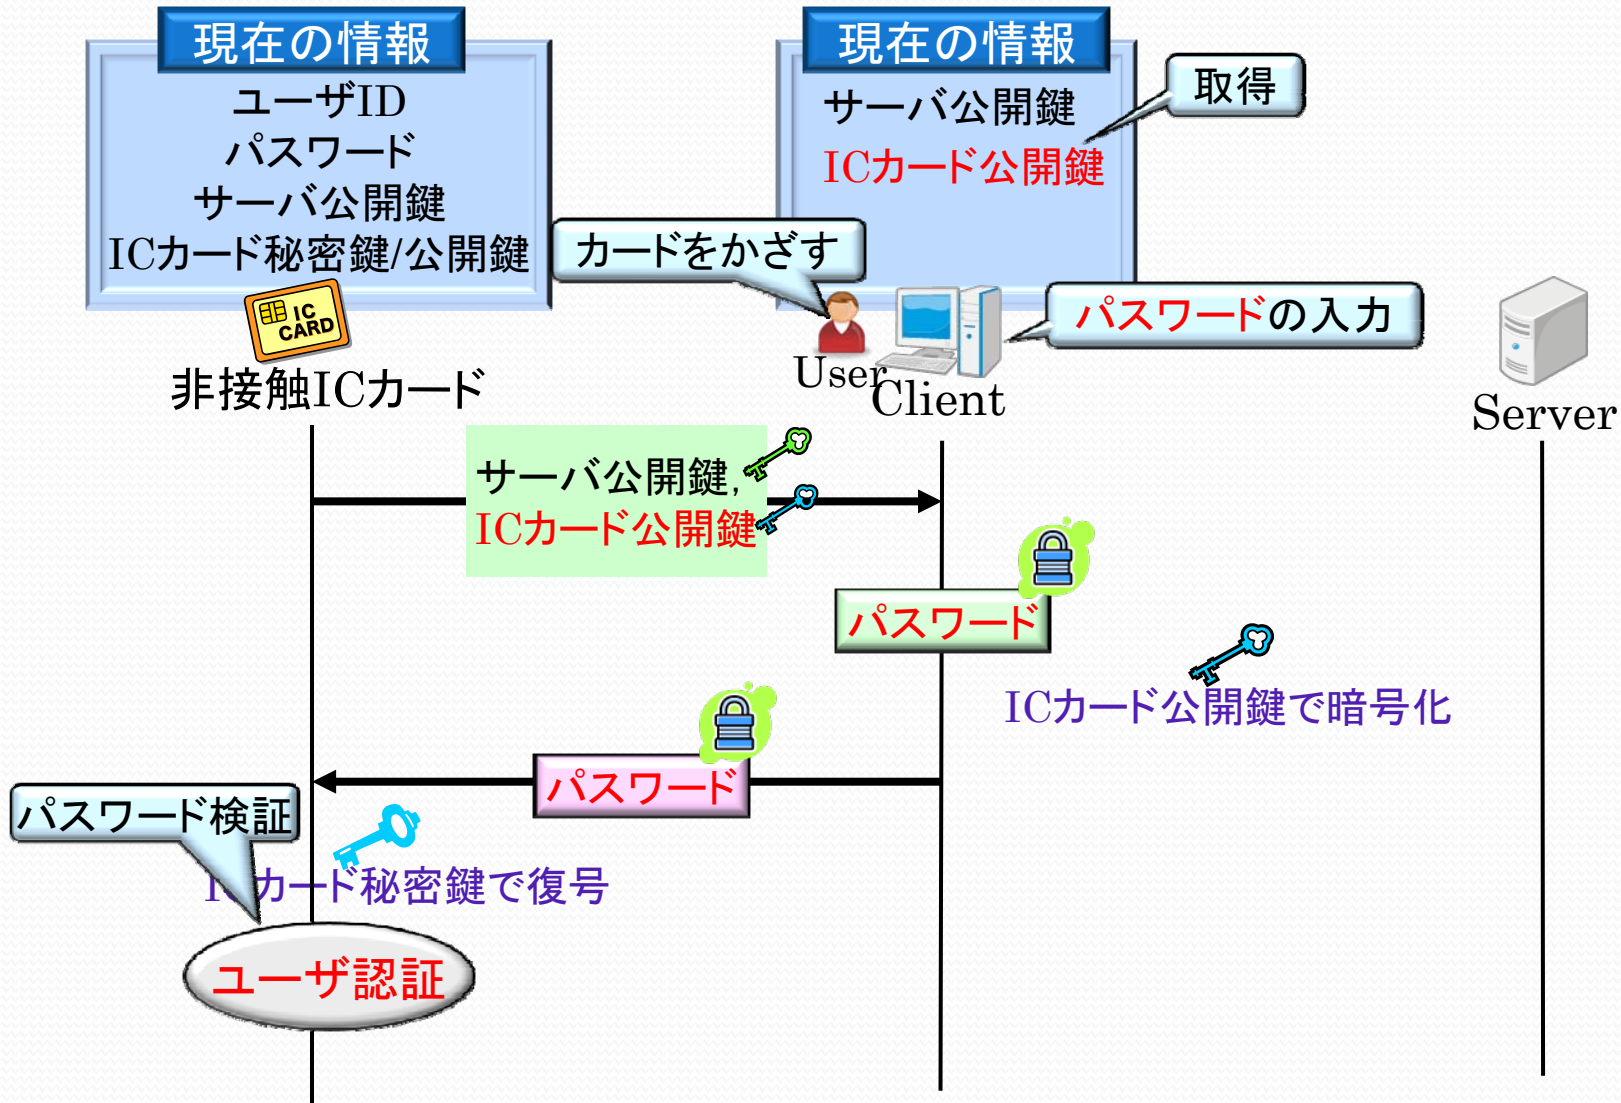 現在の情報
ユーザID
パスワード
サーバ公開鍵
ICカード秘密鍵/公開鍵
現在の情報
サーバ公開鍵
ICカード公開鍵
取得
カードをかざす
パスワードの入力
IC
CARD
非接触ICカード
User
Client
Server
サーバ公開鍵,
ICカード公開鍵
パスワード
ICカード公開鍵で暗号化
パスワード
パスワード検証
ICカード秘密鍵で復号
ユーザ認証